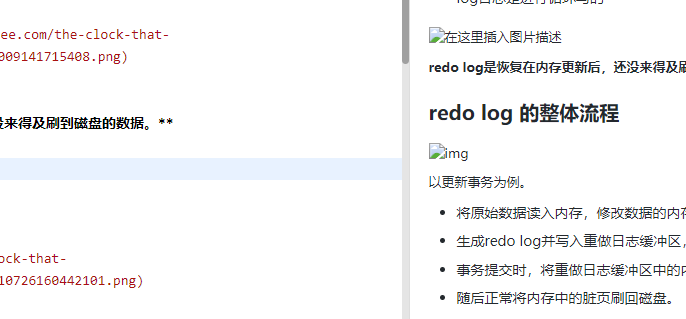 ee.com/the-clock-that-
009141715408.png)
没来得及刷到磁盘的数据。**
ock-that-
10726160442101.png)
log日志是进行循环写的
在这里插入图片描述
redo log是恢复在内存更新后，还没来得及刷
redo log 的整体流程
img
以更新事务为例。
将原始数据读入内存，修改数据的内存
生成redo log并写入重做日志缓冲区，
事务提交时，将重做日志缓冲区中的内
随后正常将内存中的脏页刷回磁盘。